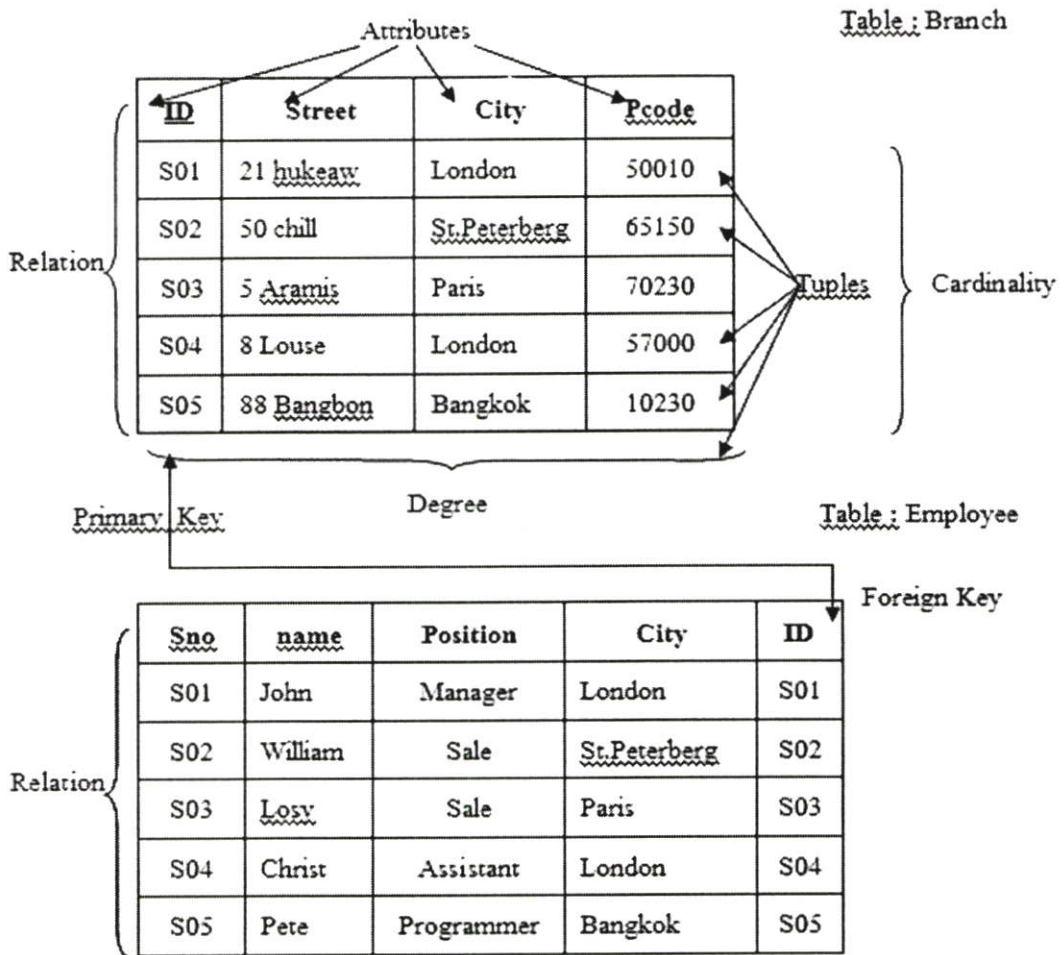 Table : Branch
Attributes
ID Street City Pcode
S01 21 hukeaw London 50010
S02 50 chill St.Peterberg 65150
Relation
S03 5 Aramis Paris 70230
Tuples
Cardinality
S04 8 Louse London 57000
S05 88 Bangbon Bangkok 10230
Degree
Primary Key
Table : Employee
Foreign Key
Sno name Position City ID
S01 John Manager London S01
S02 William Sale St.Peterberg S02
Relation
S03 Losy Sale Paris S03
S04 Christ Assistant London S04
S05 Pete Programmer Bangkok S05